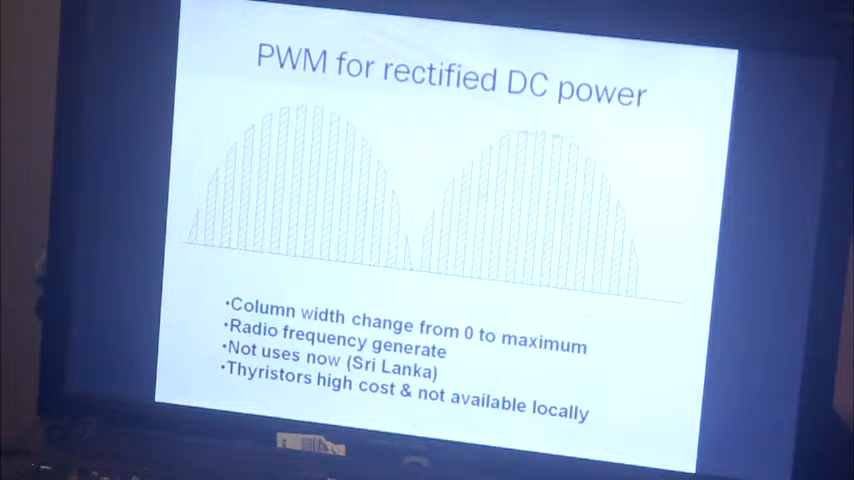 PWM for rectified DC power
•Column width change from 0 to maximum
•Radio frequency generate
•Not uses now (Sri Lanka)
•Thyristors high cost & not available locally